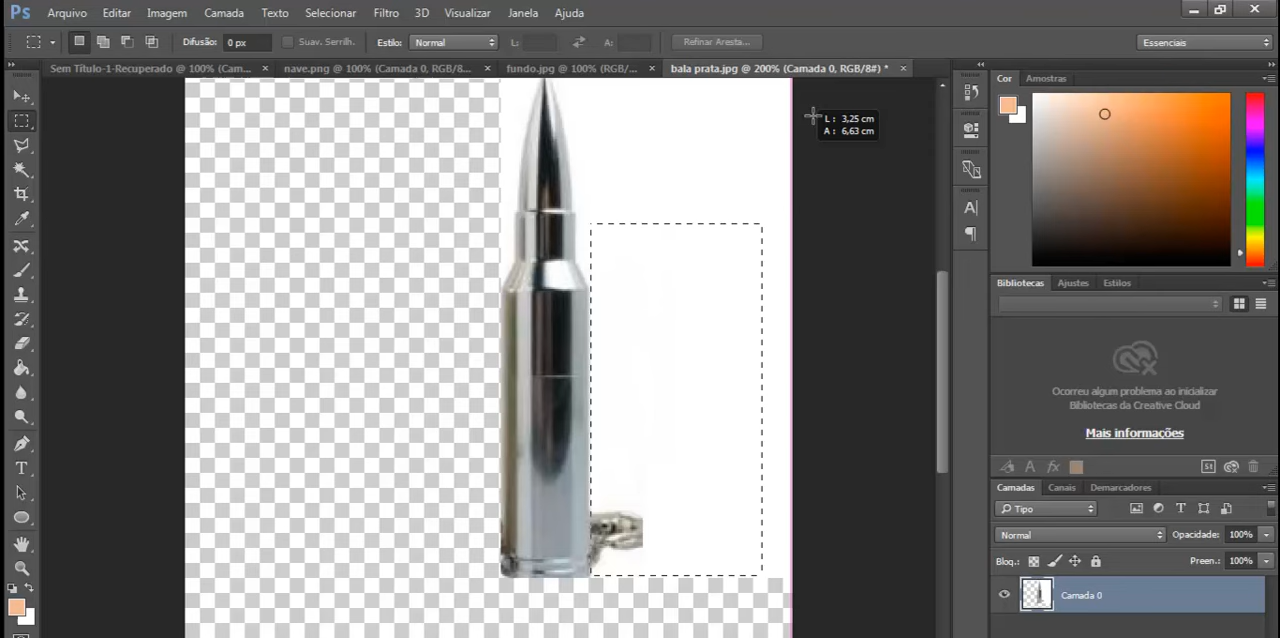 Ps Arquivo Editar Imagem Camada Texto Selecionar Filtro 3D Visualizar Janela Ajuda
Difusão: 0 px Suav. Serrilh. Estilo: Normal L: A: Refinar Aresta... Essenciais
Sem Título-1-Recuperado @ 100% (Cam... × nave.png @ 100% (Camada 0, RGB/8... × fundo.jpg @ 100% (RGB/... × bala prata.jpg @ 200% (Camada 0, RGB/8#) * ×
Cor Amostras
L: 3,25 cm
A: 6,63 cm
Bibliotecas Ajustes Estilos
Ocorreu algum problema ao inicializar
Bibliotecas da Creative Cloud
Mais informações
Camadas Canais Demarcadores
Tipo
Normal Opacidade: 100%
Bloq.: Preen.: 100%
Camada 0